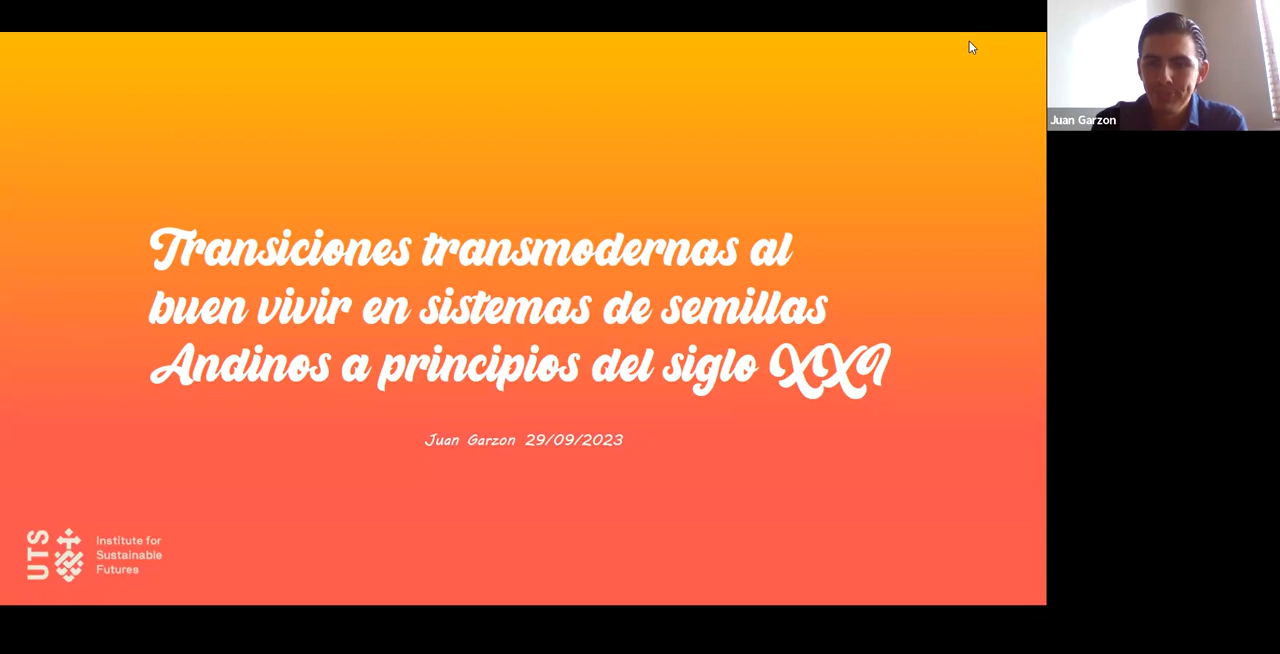 Transiciones transmodernas al
buen vivir en sistemas de semillas
Andinos a principios del siglo XXI
Juan Garzon 29/09/2023
UTS
Institute for
Sustainable
Futures
Juan Garzon